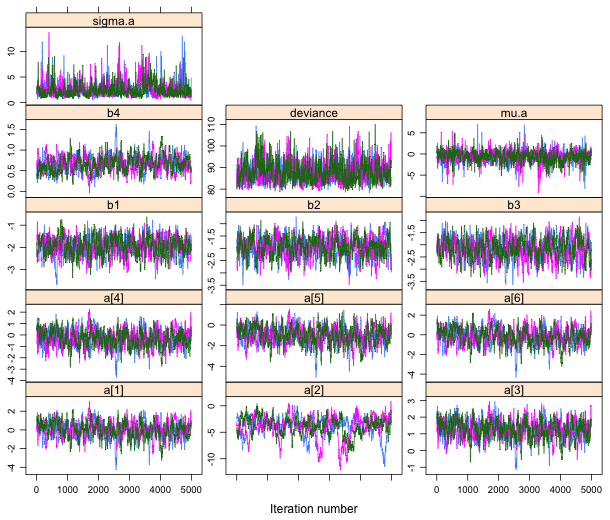 sigma.a
0 5 10
b4 deviance mu.a
0.0 0.5 1.0 1.5
80 90 100 110
-5 0 5
b1 b2 b3
-3 -2 -1
-3.5 -2.5 -1.5
-3.5 -2.5 -1.5
a[4] a[5] a[6]
-4 -3 -2 -1 0 1 2
-4 -2 0
-4 -2 0 2
a[1] a[2] a[3]
-4 -2 0 2
-10 -5 0
-1 0 1 2 3
0 1000 2000 3000 4000 5000
0 1000 2000 3000 4000 5000
Iteration number